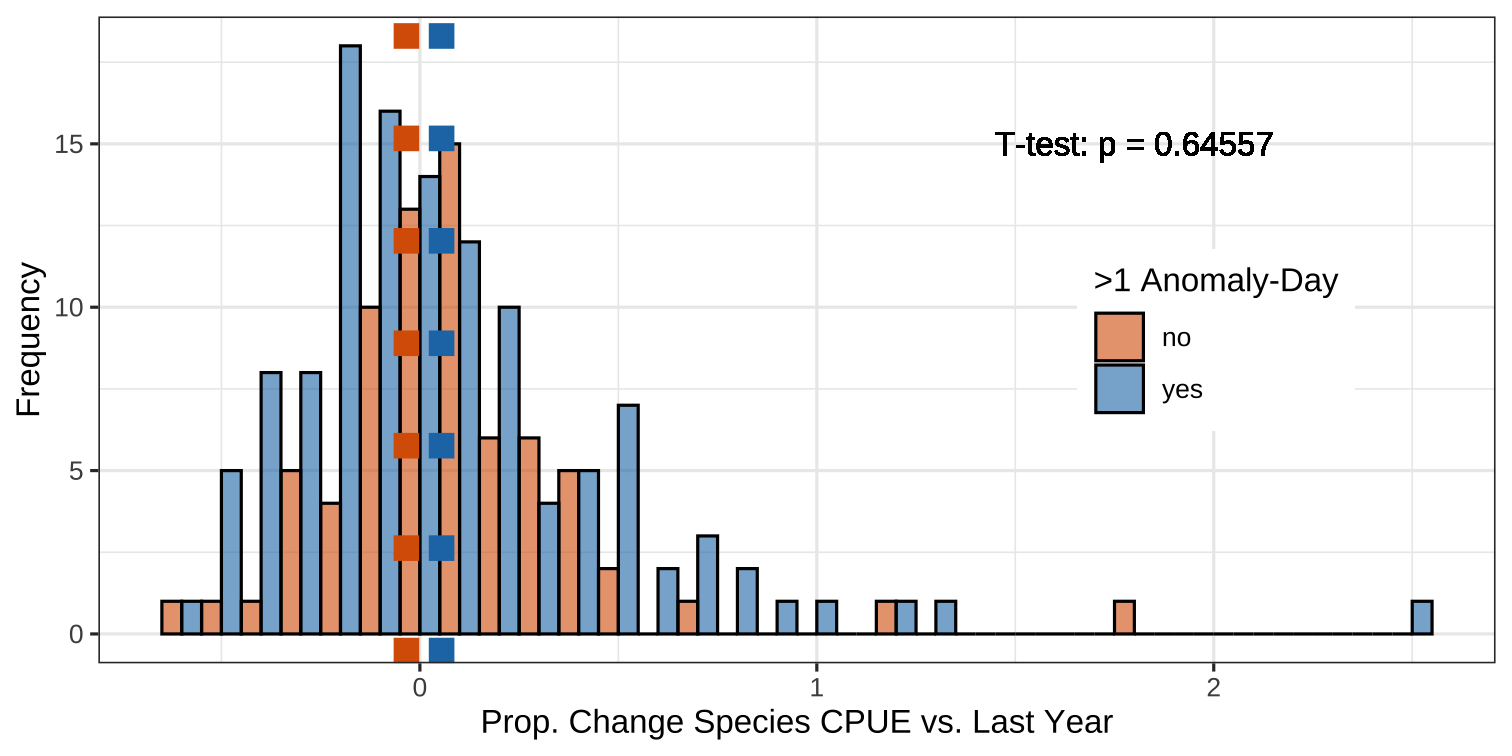 15
10
5
0
Frequency
T-test: p = 0.64557
>1 Anomaly-Day
no
yes
0 1 2
Prop. Change Species CPUE vs. Last Year